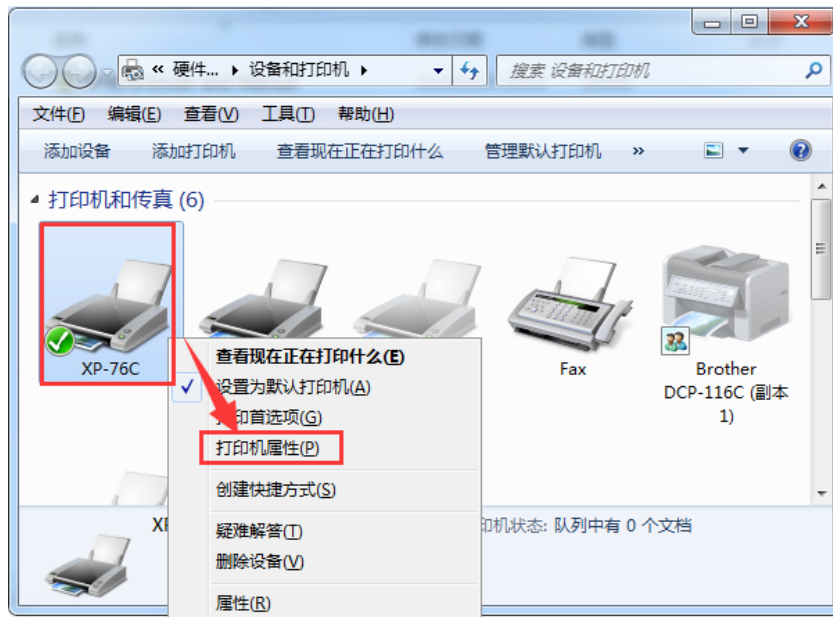 « 硬件... ▸ 设备和打印机 ▸
搜索 设备和打印机
文件(F) 编辑(E) 查看(V) 工具(T) 帮助(H)
添加设备 添加打印机 查看现在正在打印什么 管理默认打印机 »
打印机和传真 (6)
XP-76C
Fax
Brother
DCP-116C (副本
1)
查看现在正在打印什么(E)
设置为默认打印机(A)
印首选项(G)
打印机属性(P)
创建快捷方式(S)
疑难解答(T)
删除设备(V)
属性(R)
XP
印机状态: 队列中有 0 个文档